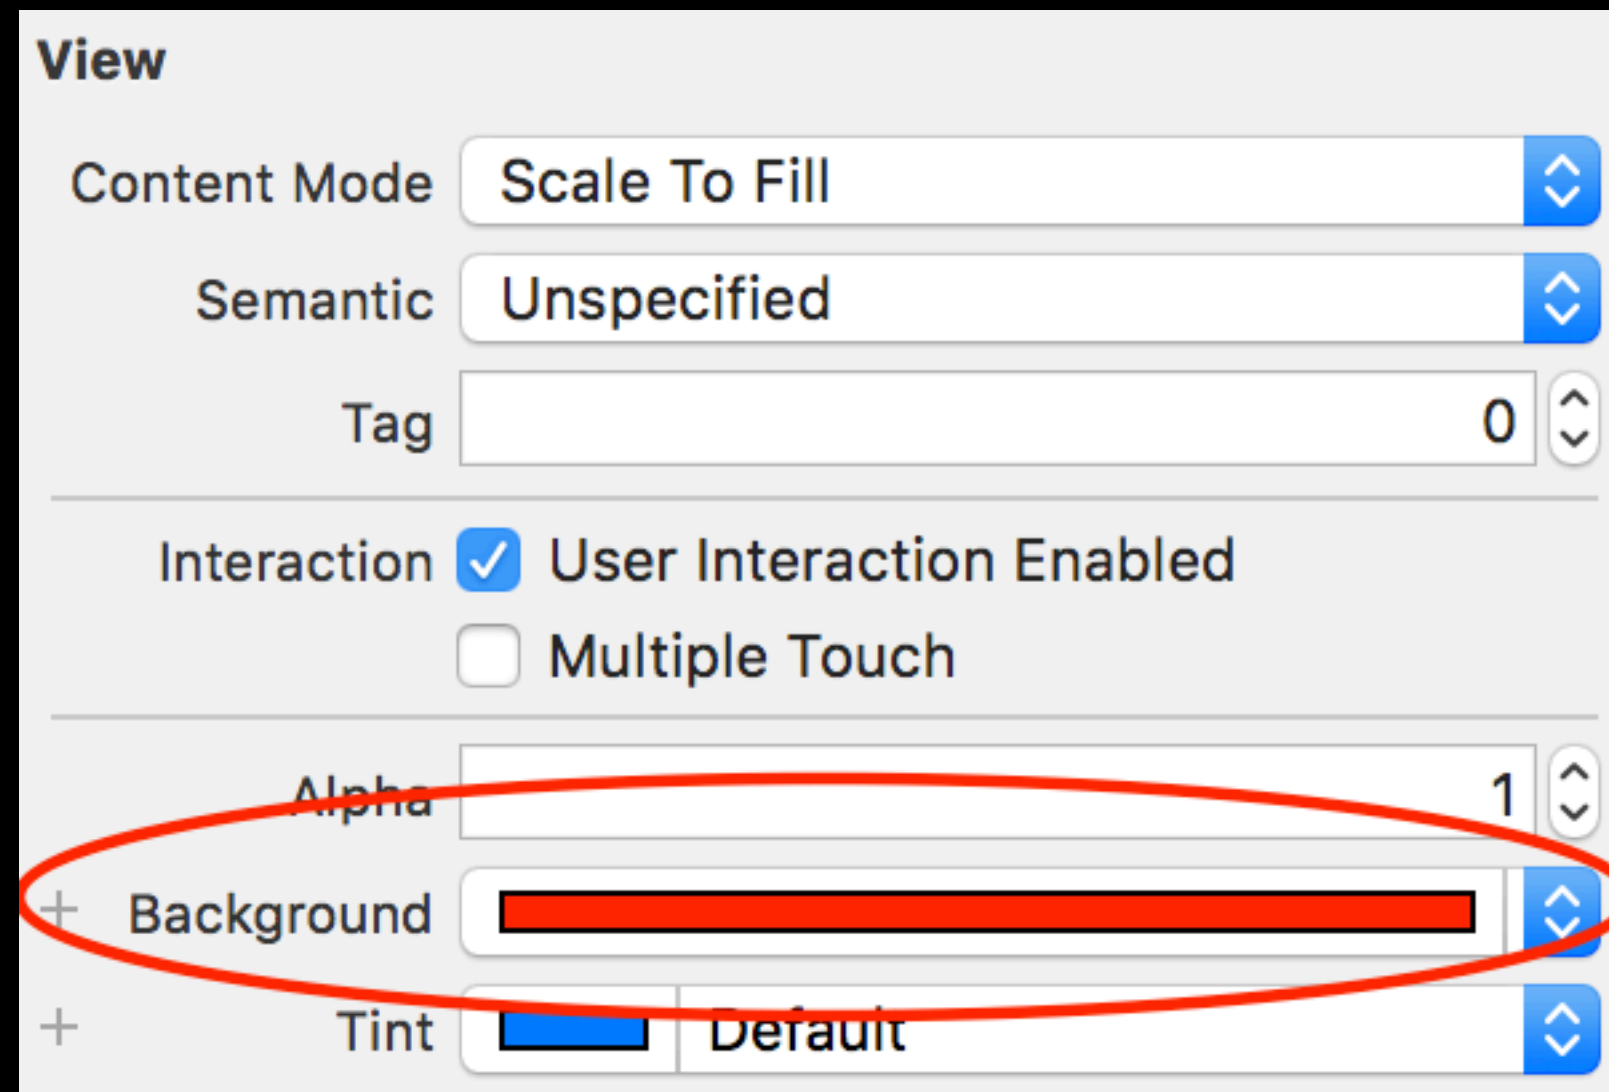 View
Content Mode Scale To Fill
Semantic Unspecified
Tag 0
Interaction User Interaction Enabled
Multiple Touch
Alpha 1
+ Background
+ Tint Default